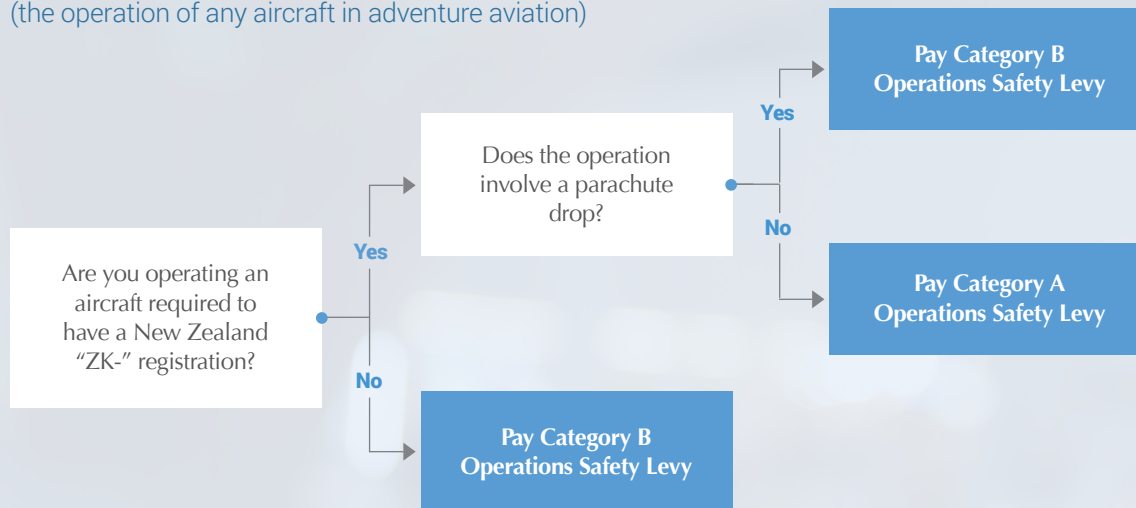 (the operation of any aircraft in adventure aviation)
Are you operating an
aircraft required to
have a New Zealand
“ZK-” registration?
Yes
No
Does the operation
involve a parachute
drop?
Yes
No
Pay Category B
Operations Safety Levy
Pay Category A
Operations Safety Levy
Pay Category B
Operations Safety Levy